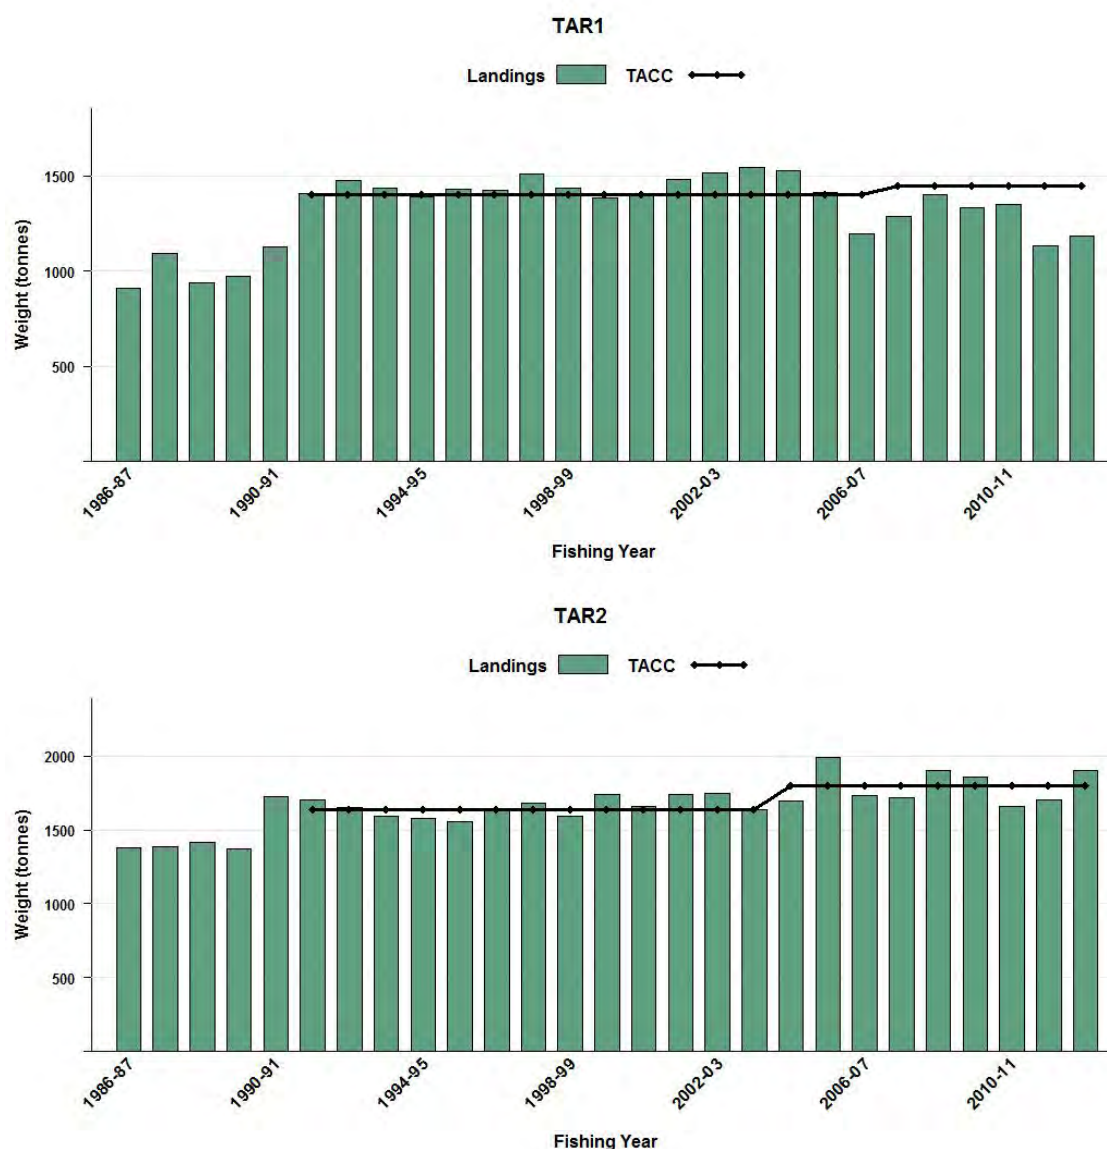 TAR1
Landings TACC
1500
1000
500
Weight (tonnes)
1986-87 1990-91 1994-95 1998-99 2002-03 2006-07 2010-11
Fishing Year
TAR2
Landings TACC
2000
1500
1000
500
Weight (tonnes)
1986-87 1990-91 1994-95 1998-99 2002-03 2006-07 2010-11
Fishing Year